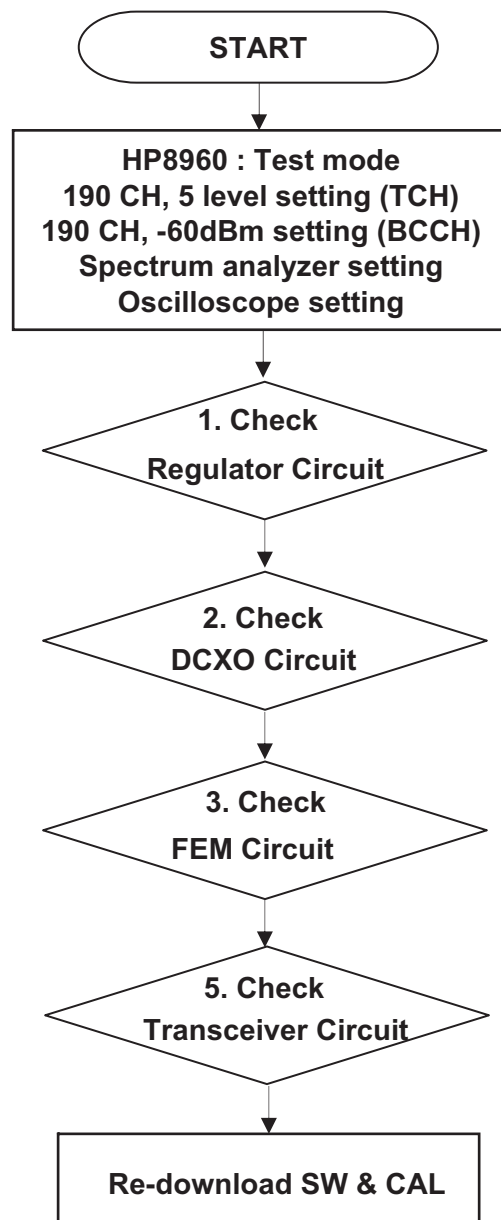 START
HP8960 : Test mode
190 CH, 5 level setting (TCH)
190 CH, -60dBm setting (BCCH)
Spectrum analyzer setting
Oscilloscope setting
1. Check
Regulator Circuit
2. Check
DCXO Circuit
3. Check
FEM Circuit
5. Check
Transceiver Circuit
Re-download SW & CAL